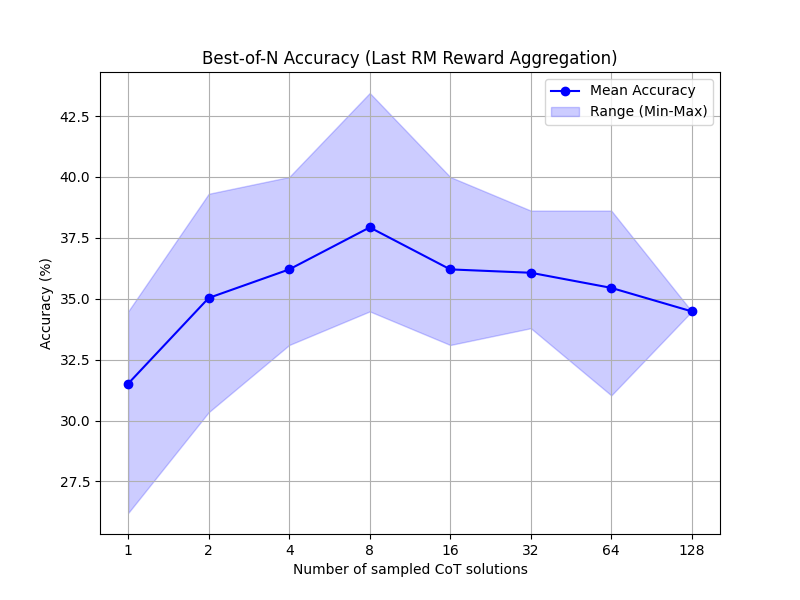 Best-of-N Accuracy (Last RM Reward Aggregation)
Mean Accuracy
Range (Min-Max)
Accuracy (%)
42.5
40.0
37.5
35.0
32.5
30.0
27.5
1 2 4 8 16 32 64 128
Number of sampled CoT solutions